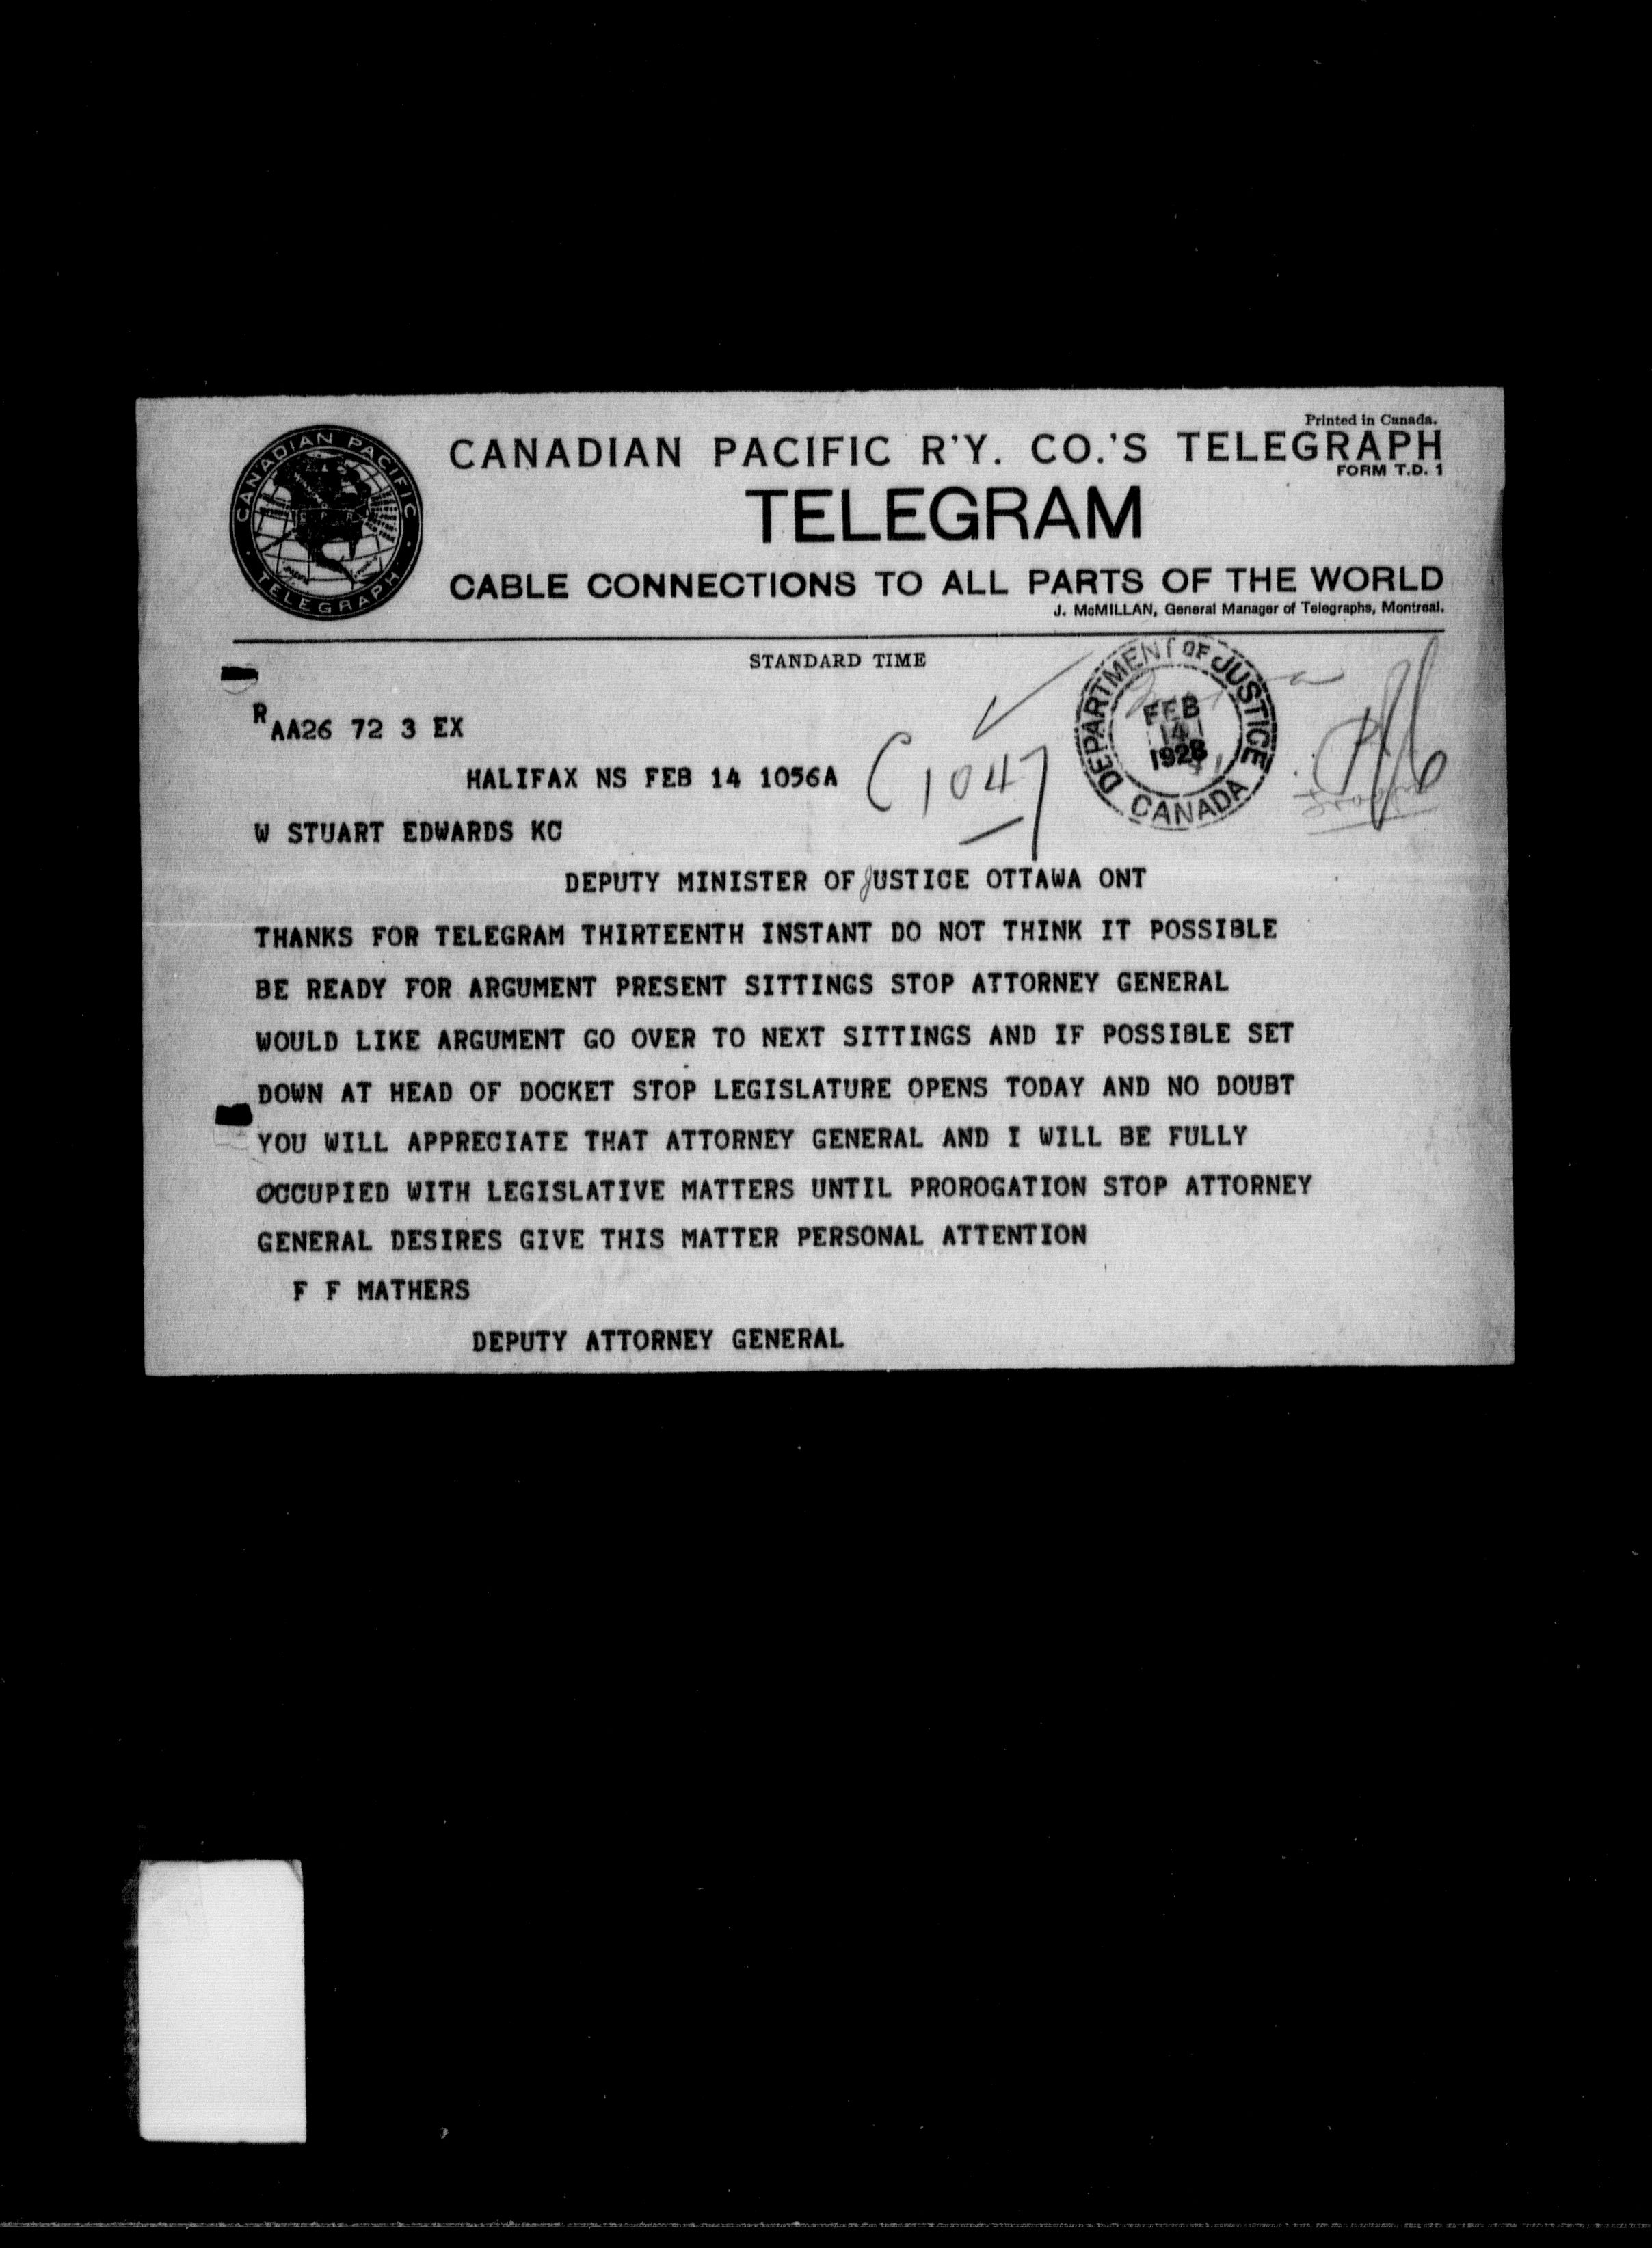 Printed in Canada.
CANADIAN PACIFIC R'Y. CO.'S TELEGRAPH
FORM T.D. 1
TELEGRAM
CABLE CONNECTIONS TO ALL PARTS OF THE WORLD
J. McMILLAN, General Manager of Telegraphs, Montreal.
CANADIAN PACIFIC
TELEGRAPH
STANDARD TIME
DEPARTMENT OF JUSTICE
FEB
14
1928
CANADA
R AA26 72 3 EX
HALIFAX NS FEB 14 1056A
1047
W STUART EDWARDS KC
DEPUTY MINISTER OF JUSTICE OTTAWA ONT
THANKS FOR TELEGRAM THIRTEENTH INSTANT DO NOT THINK IT POSSIBLE
BE READY FOR ARGUMENT PRESENT SITTINGS STOP ATTORNEY GENERAL
WOULD LIKE ARGUMENT GO OVER TO NEXT SITTINGS AND IF POSSIBLE SET
DOWN AT HEAD OF DOCKET STOP LEGISLATURE OPENS TODAY AND NO DOUBT
YOU WILL APPRECIATE THAT ATTORNEY GENERAL AND I WILL BE FULLY
OCCUPIED WITH LEGISLATIVE MATTERS UNTIL PROROGATION STOP ATTORNEY
GENERAL DESIRES GIVE THIS MATTER PERSONAL ATTENTION
F F MATHERS
DEPUTY ATTORNEY GENERAL